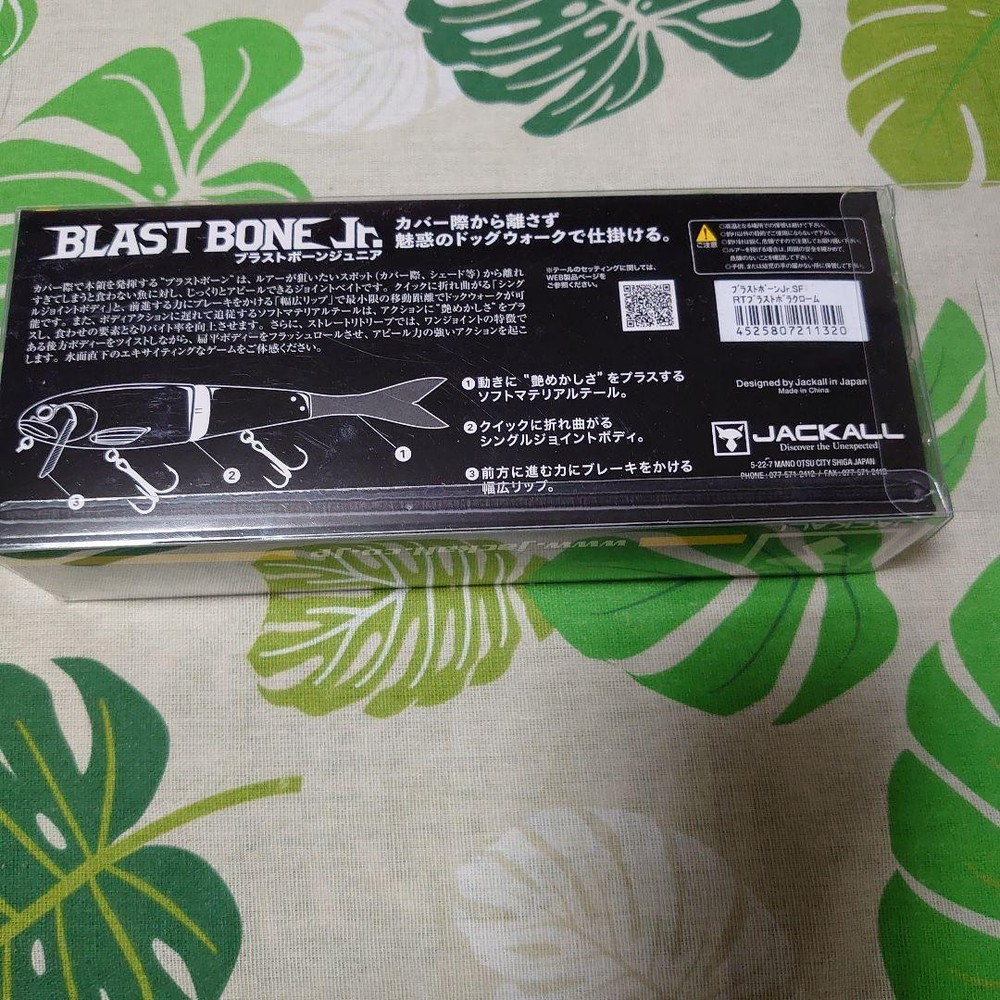 BLAST BONE Jr.
ブラストボーンジュニア
カバー際から離さず
魅惑のドッグウォークで仕掛ける。
カバー際で本領を発揮する“ブラストボーン”は、ルアーが狙いたいスポット(カバー際、シェード等)から離れ
すぎてしまうと食わない魚に対し、じっくりとアピールできるジョイントベイトです。クイックに折れ曲がる「シング
ルジョイントボディ」と、前進する力にブレーキをかける「幅広リップ」で最小限の移動距離でドックウォークが可
能です。また、ボディアクションに遅れて追従するソフトマテリアルテールは、アクションに“艶めかしさ”をプラ
スし、食わせの要素となりバイト率を向上させます。さらに、ストレートリトリーブでは、ワンジョイントの特徴で
ある後方ボディーをツイストしながら、扁平ボディーをフラッシュロールさせ、アピール力の強いアクションを起こ
します。水面直下のエキサイティングなゲームをご体感ください。
※テールのセッティングに関しては、
WEB製品ページを
ご参照ください。
ご注意
ブラストボーンJr.SF
RTブラストボラクローム
4525807211320
①動きに“艶めかしさ”をプラスする
ソフトマテリアルテール。
②クイックに折れ曲がる
シングルジョイントボディ。
③前方に進む力にブレーキをかける
幅広リップ。
①
②
③
Designed by Jackall in Japan
Made in China
JACKALL
Discover the Unexpected
5-22-7 MANO OTSU CITY SHIGA JAPAN
PHONE:077-571-2412 / FAX:077-571-2413
www.jackall.co.jp
JACKALL